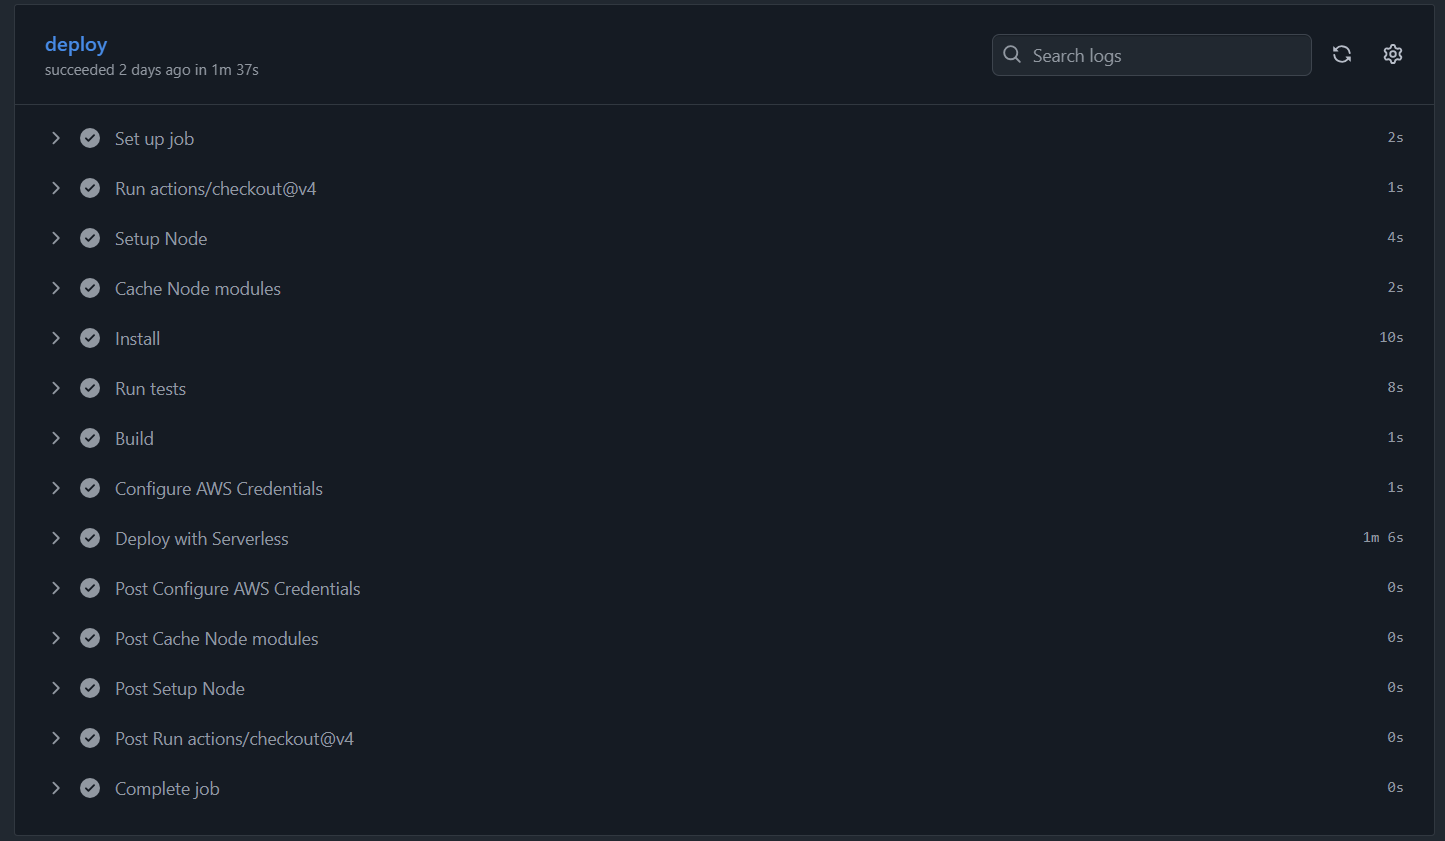 deploy
succeeded 2 days ago in 1m 37s
Search logs
Set up job 2s
Run actions/checkout@v4 1s
Setup Node 4s
Cache Node modules 2s
Install 10s
Run tests 8s
Build 1s
Configure AWS Credentials 1s
Deploy with Serverless 1m 6s
Post Configure AWS Credentials 0s
Post Cache Node modules 0s
Post Setup Node 0s
Post Run actions/checkout@v4 0s
Complete job 0s